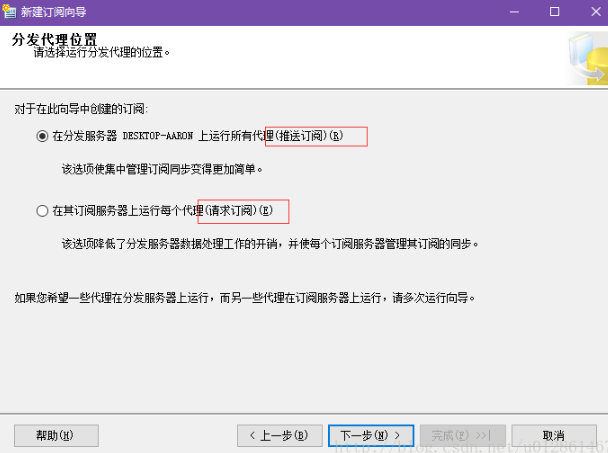 新建订阅向导
分发代理位置
请选择运行分发代理的位置。
对于在此向导中创建的订阅:
在分发服务器 DESKTOP-AARON 上运行所有代理(推送订阅)(R)
该选项使集中管理订阅同步变得更加简单。
在其订阅服务器上运行每个代理(请求订阅)(E)
该选项降低了分发服务器数据处理工作的开销，并使每个订阅服务器管理其订阅的同步。
如果您希望一些代理在分发服务器上运行，而另一些代理在订阅服务器上运行，请多次运行向导。
帮助(H)
< 上一步(B)
下一步(N) >
完成(F) >>|
取消